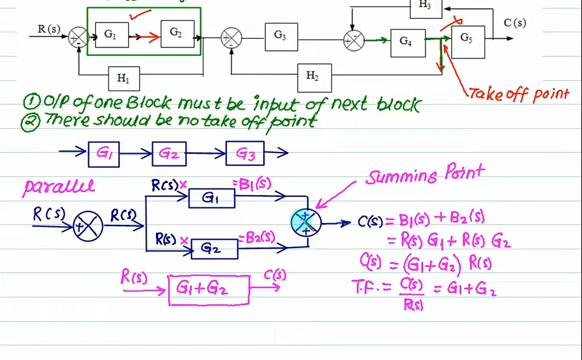 H3
R(s) G1 G2 G3 G4 G5 C(s)
H1 H2
Take off point
① O/P of one Block must be input of next block
② There should be no take off point
G1 G2 G3
parallel
Summing Point
R(s)× G1 =B1(s)
R(s) R(s) C(s) = B1(s) + B2(s)
R(s)× G2 =B2(s)
= R(s) G1 + R(s) G2
C(s) = (G1+G2) R(s)
R(s) G1+G2 C(s)
T.F. = C(s)/R(s) = G1+G2